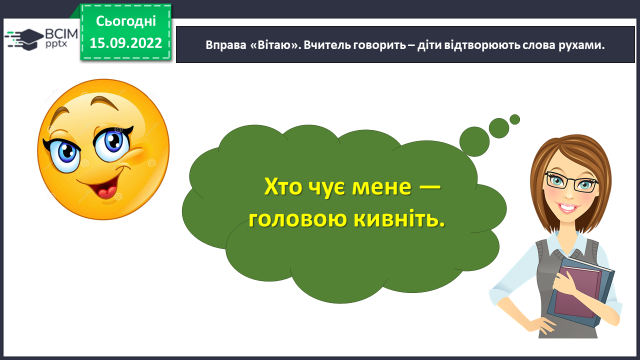 ВСІМ
pptx
Сьогодні
15.09.2022
Вправа «Вітаю». Вчитель говорить – діти відтворюють слова рухами.
Хто чує мене —
головою кивніть.